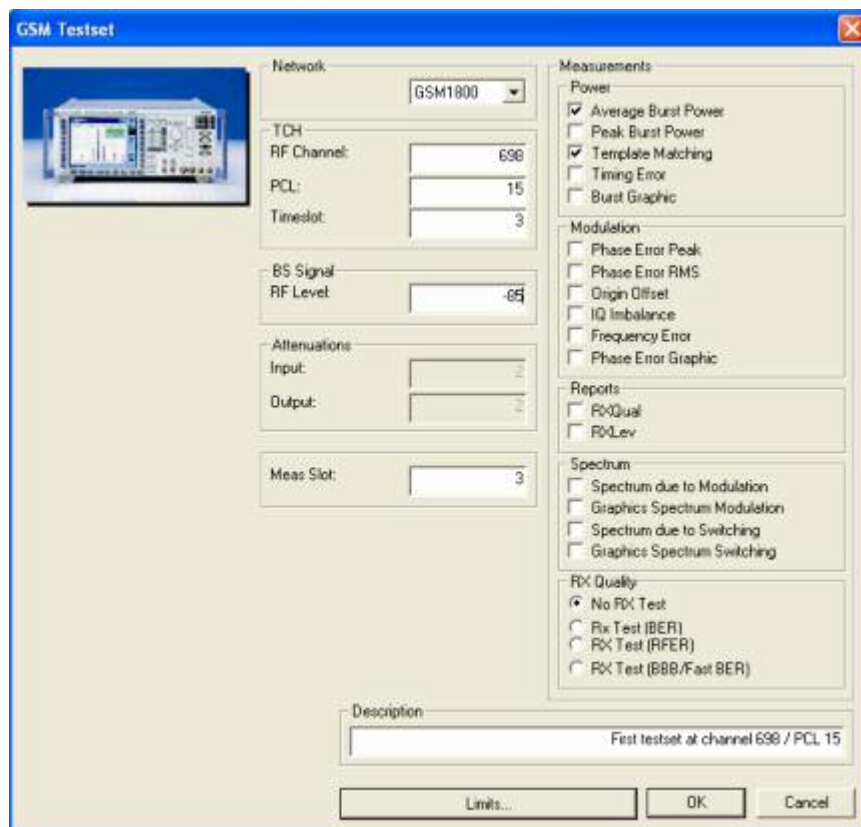 GSM Testset
Network
GSM1800
TCH
RF Channel: 698
PCL: 15
Timeslot: 3
BS Signal
RF Level: -85
Attenuations
Input: 2
Output: 2
Meas Slot: 3
Measurements
Power
Average Burst Power
Peak Burst Power
Template Matching
Timing Error
Burst Graphic
Modulation
Phase Error Peak
Phase Error RMS
Origin Offset
IQ Imbalance
Frequency Error
Phase Error Graphic
Reports
RXQual
RXLev
Spectrum
Spectrum due to Modulation
Graphics Spectrum Modulation
Spectrum due to Switching
Graphics Spectrum Switching
RX Quality
No RX Test
Rx Test (BER)
RX Test (RFER)
RX Test (BBB/Fast BER)
Description
First testset at channel 698 / PCL 15
Limits...
OK
Cancel